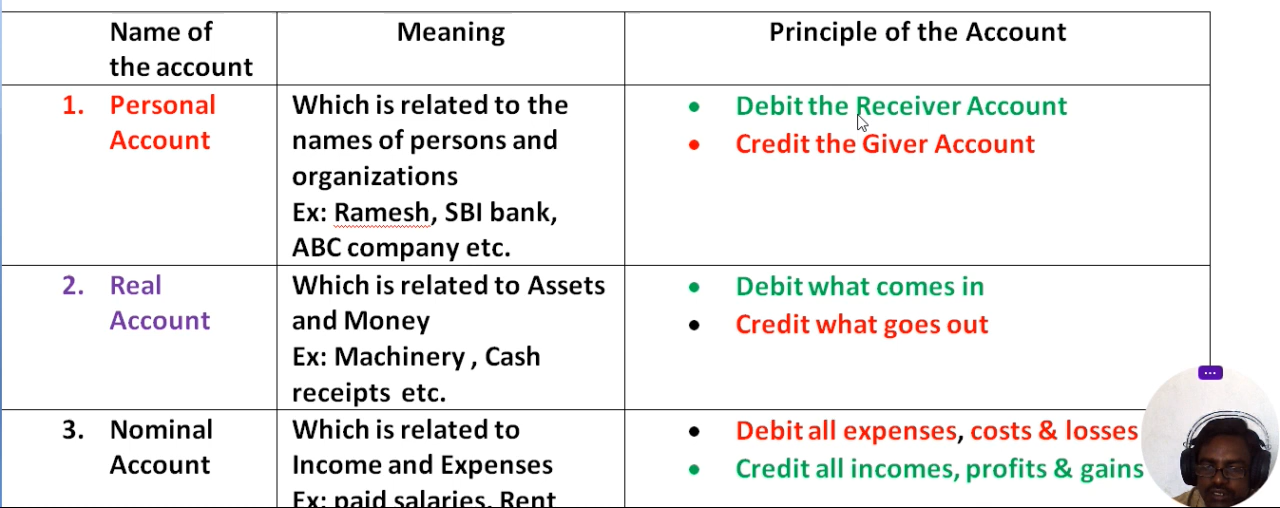 Name of
the account
Meaning
Principle of the Account
1. Personal
Account
Which is related to the
names of persons and
organizations
Ex: Ramesh, SBI bank,
ABC company etc.
• Debit the Receiver Account
• Credit the Giver Account
2. Real
Account
Which is related to Assets
and Money
Ex: Machinery , Cash
receipts etc.
• Debit what comes in
• Credit what goes out
3. Nominal
Account
Which is related to
Income and Expenses
Ex: paid salaries, Rent
• Debit all expenses, costs & losses
• Credit all incomes, profits & gains